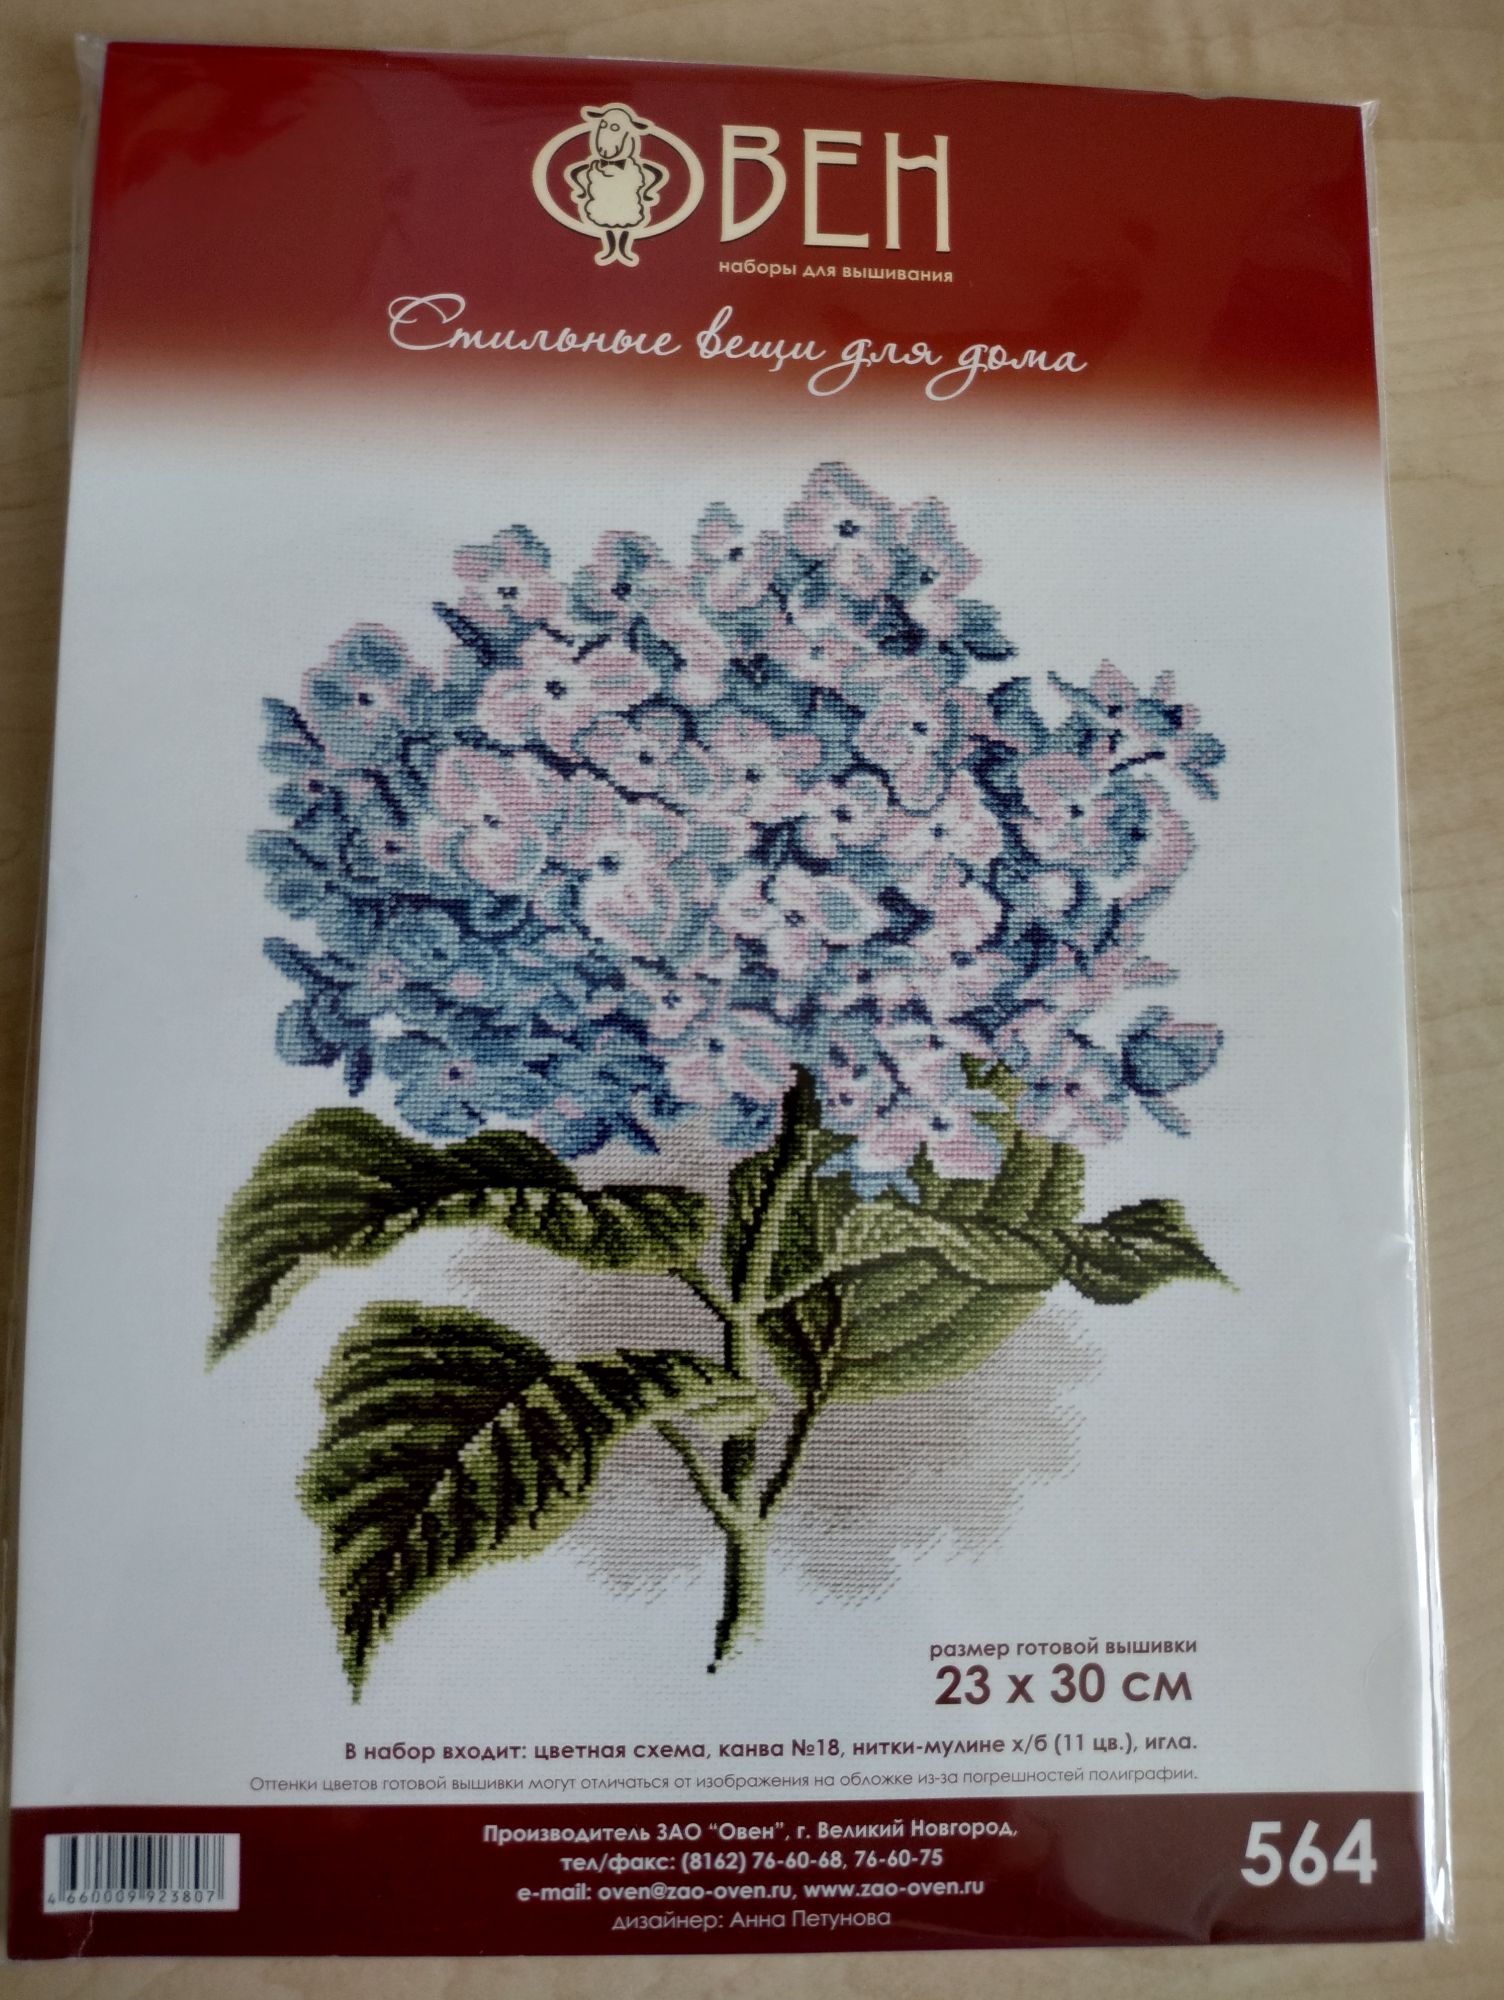 ОВЕН
наборы для вышивания
Стильные вещи для дома
размер готовой вышивки
23 х 30 см
В набор входит: цветная схема, канва №18, нитки-мулине х/б (11 цв.), игла.
Оттенки цветов готовой вышивки могут отличаться от изображения на обложке из-за погрешностей полиграфии.
Производитель ЗАО "Овен", г. Великий Новгород,
тел/факс: (8162) 76-60-68, 76-60-75
e-mail: oven@zao-oven.ru, www.zao-oven.ru
дизайнер: Анна Петунова
564
4660009923807